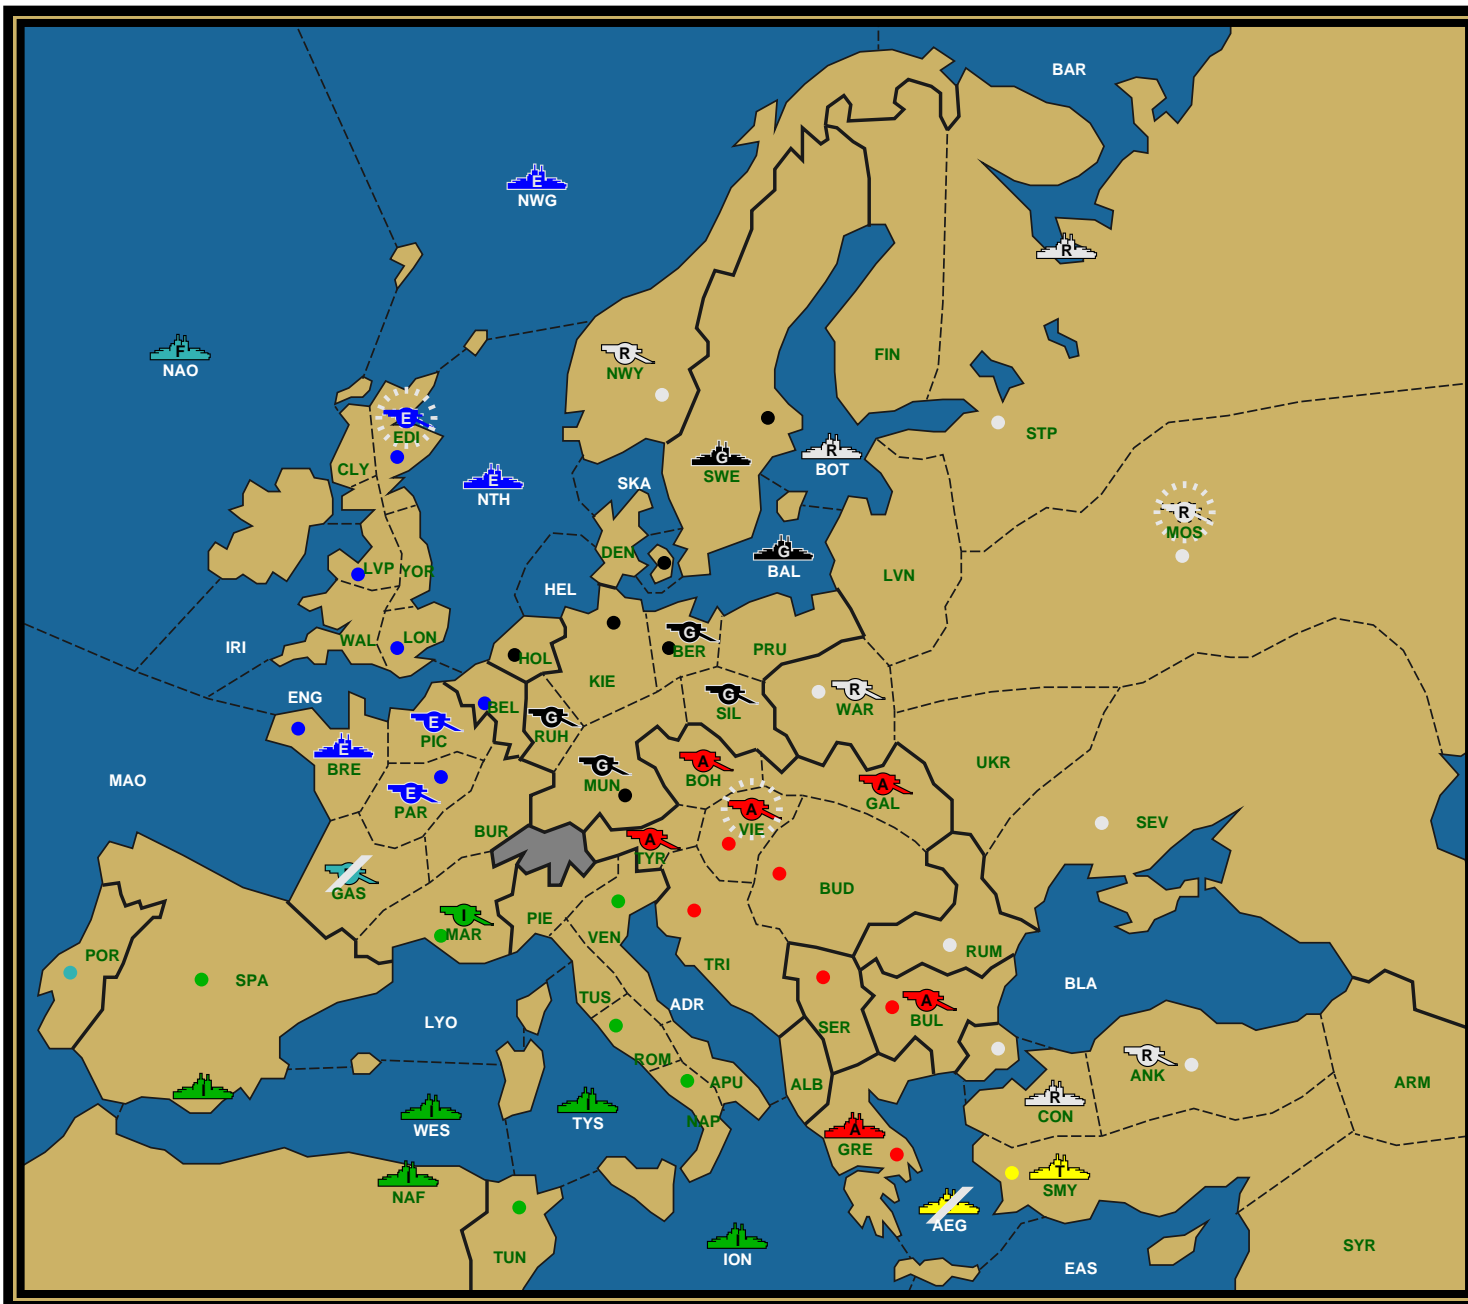 BAR
E
NWG
R
F
NAO
R
NWY
FIN
E
EDI
STP
CLY
E
NTH
SKA
G
SWE
R
BOT
R
MOS
DEN
G
BAL
LVP
YOR
HEL
LVN
IRI
WAL
LON
G
BER
PRU
HOL
KIE
ENG
BEL
G
SIL
R
WAR
E
PIC
G
RUH
E
BRE
MAO
G
MUN
A
BOH
A
GAL
UKR
E
PAR
A
VIE
SEV
BUR
A
TYR
GAS
BUD
I
MAR
PIE
VEN
POR
SPA
TRI
RUM
BLA
TUS
ADR
LYO
A
BUL
SER
ROM
R
ANK
APU
ALB
ARM
I
I
WES
I
TYS
NAP
R
CON
A
GRE
I
NAF
T
SMY
AEG
I
ION
TUN
EAS
SYR